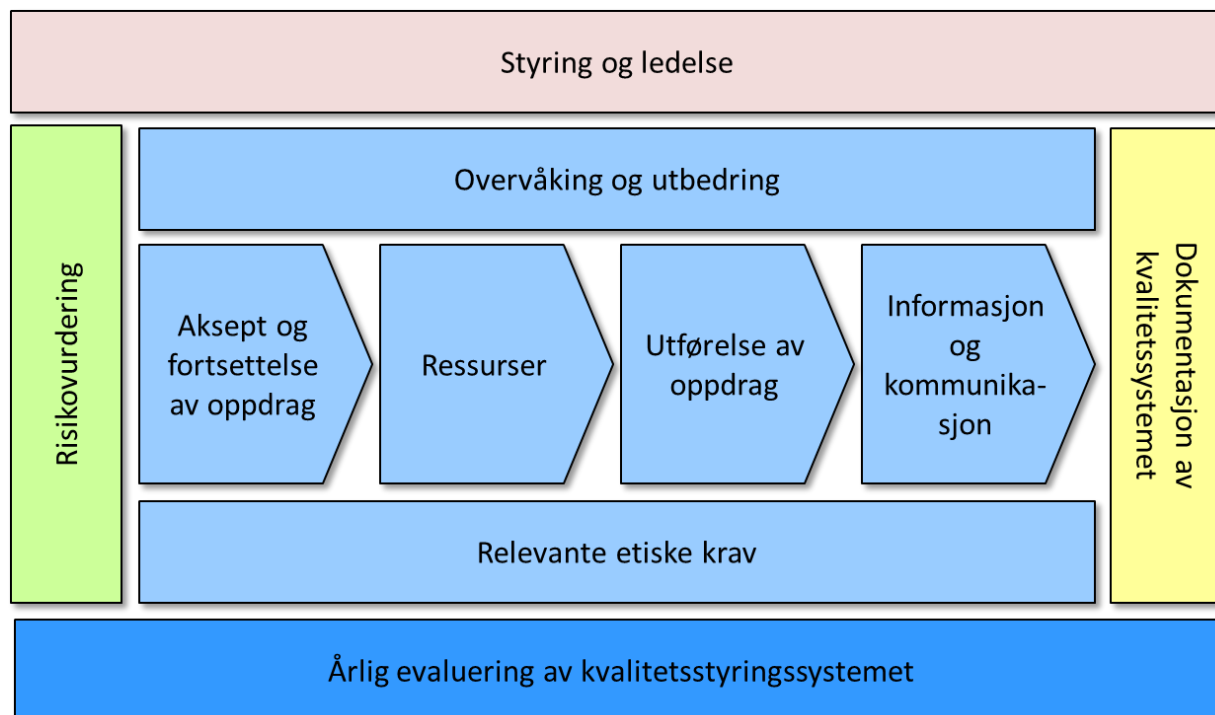 Styring og ledelse
Risikovurdering
Overvåking og utbedring
Aksept og
fortsettelse
av oppdrag
Ressurser
Utførelse av
oppdrag
Informasjon
og
kommunika-
sjon
Relevante etiske krav
Dokumentasjon av
kvalitetssystemet
Årlig evaluering av kvalitetsstyringssystemet